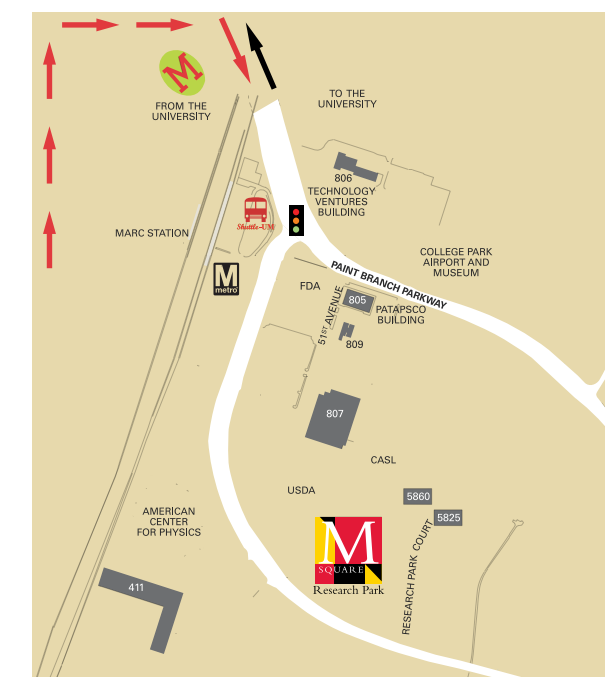 M
FROM THE
UNIVERSITY
TO THE
UNIVERSITY
806
TECHNOLOGY
VENTURES
BUILDING
Shuttle-UM
MARC STATION
M
metro
COLLEGE PARK
AIRPORT AND
MUSEUM
PAINT BRANCH PARKWAY
FDA
51ST AVENUE
805
PATAPSCO
BUILDING
809
807
CASL
USDA
5860
5825
AMERICAN
CENTER
FOR PHYSICS
M
SQUARE
Research Park
RESEARCH PARK COURT
411